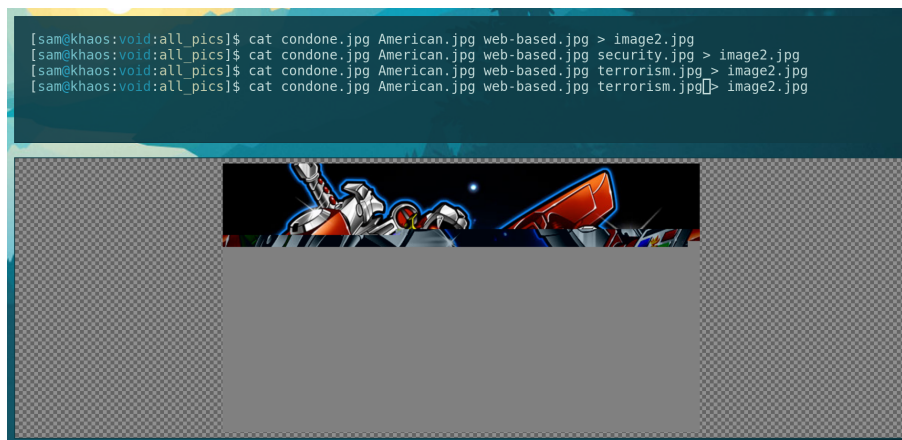 [sam@khaos:void:all_pics]$ cat condone.jpg American.jpg web-based.jpg > image2.jpg
[sam@khaos:void:all_pics]$ cat condone.jpg American.jpg web-based.jpg security.jpg > image2.jpg
[sam@khaos:void:all_pics]$ cat condone.jpg American.jpg web-based.jpg terrorism.jpg > image2.jpg
[sam@khaos:void:all_pics]$ cat condone.jpg American.jpg web-based.jpg terrorism.jpg > image2.jpg